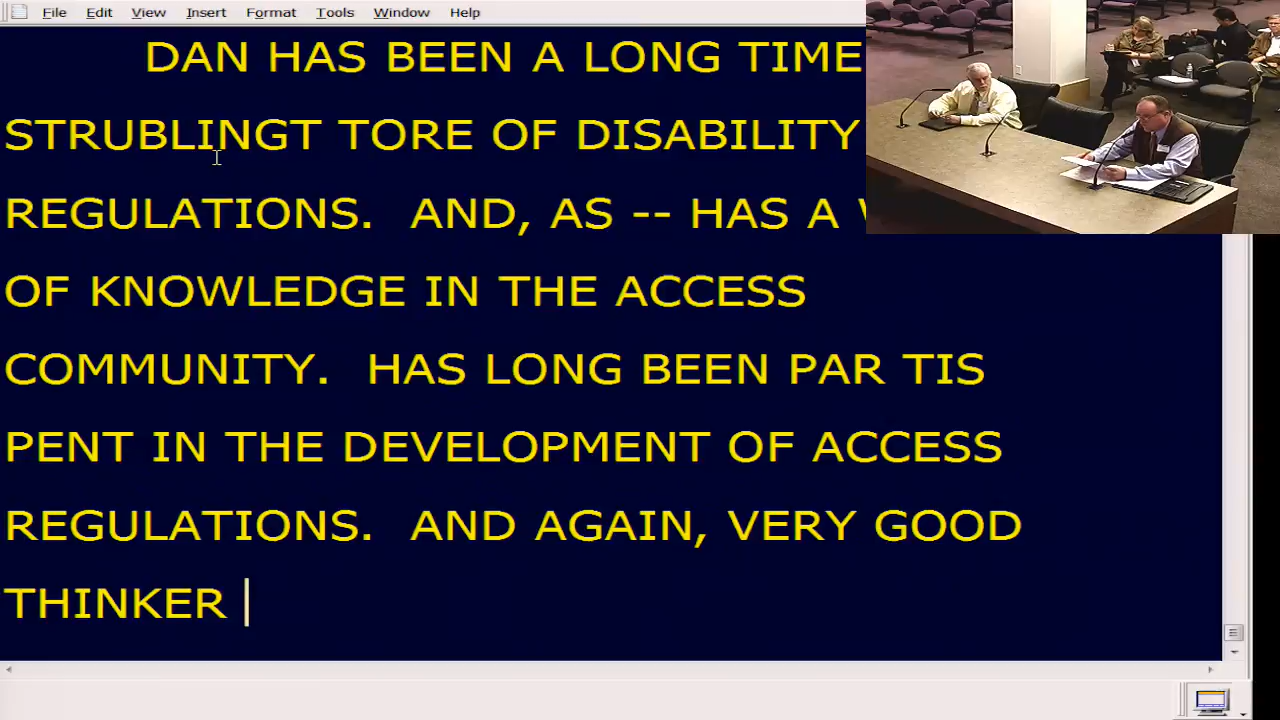 File Edit View Insert Format Tools Window Help
DAN HAS BEEN A LONG TIME
STRUBLINGT TORE OF DISABILITY
REGULATIONS. AND, AS -- HAS A
OF KNOWLEDGE IN THE ACCESS
COMMUNITY. HAS LONG BEEN PAR TIS
PENT IN THE DEVELOPMENT OF ACCESS
REGULATIONS. AND AGAIN, VERY GOOD
THINKER